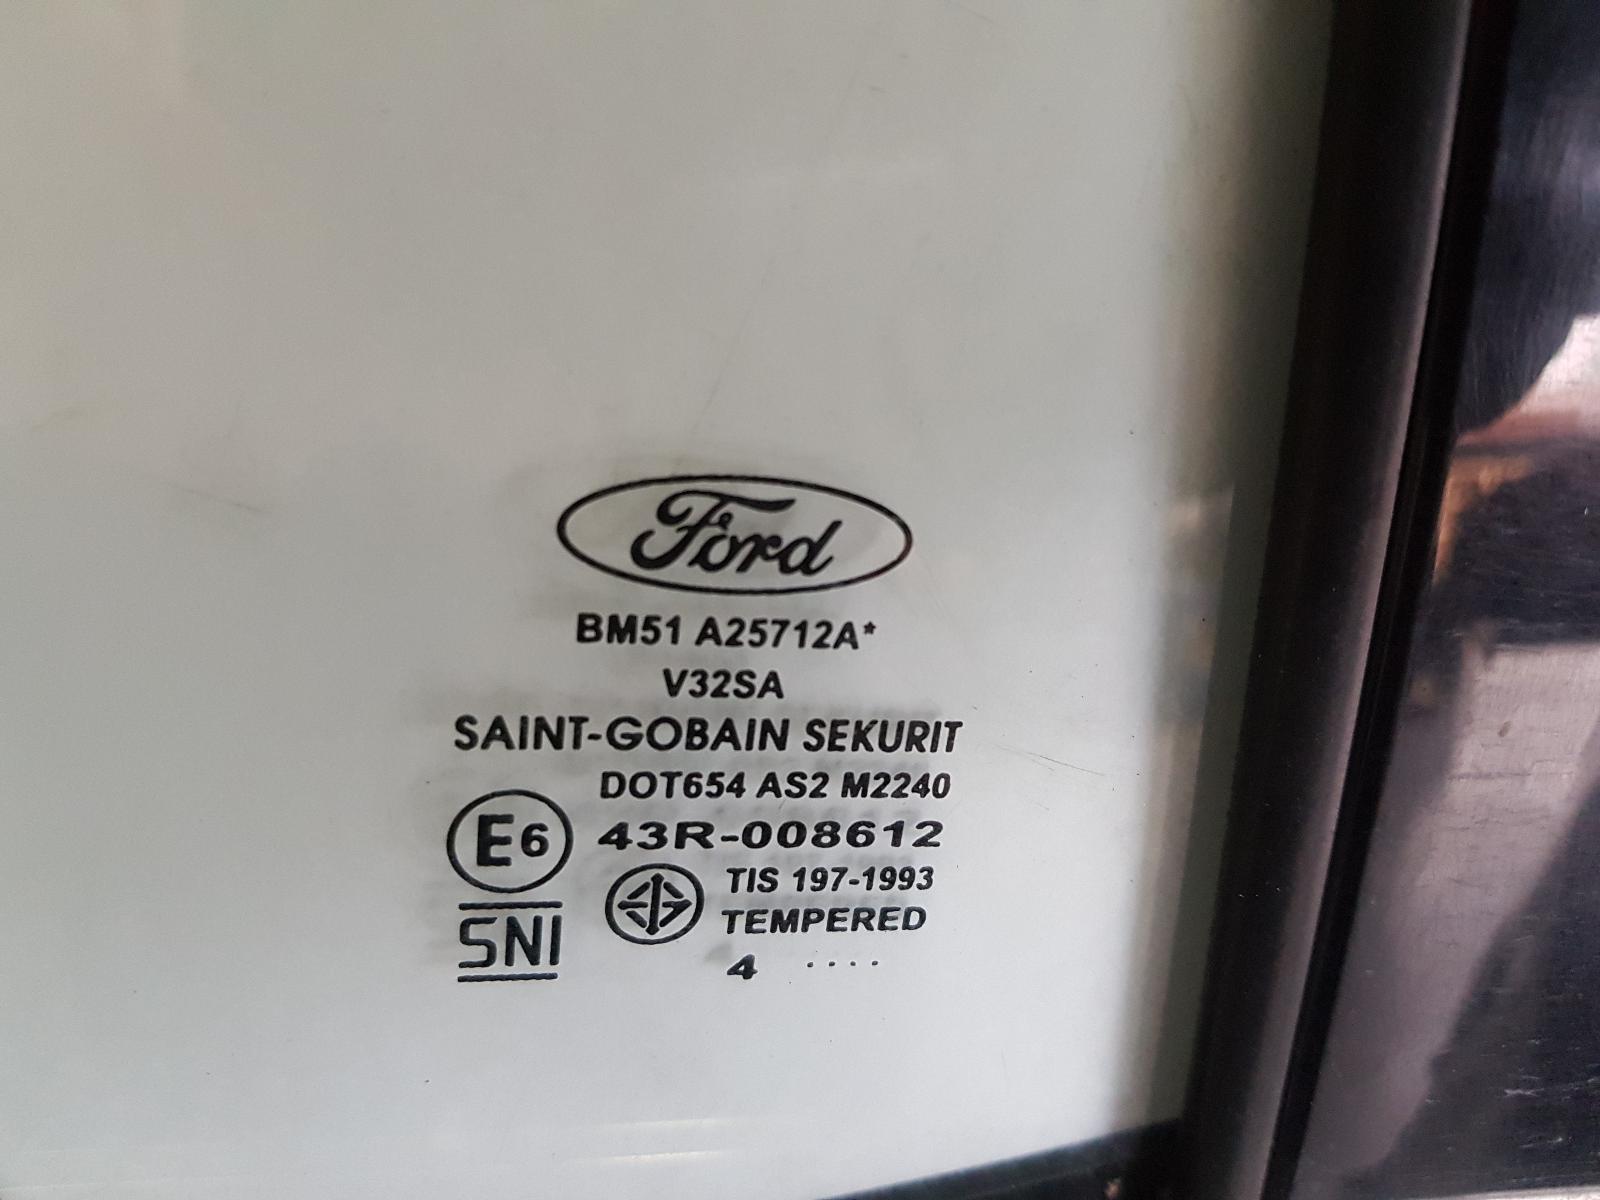 Ford
BM51 A25712A*
V32SA
SAINT-GOBAIN SEKURIT
DOT654 AS2 M2240
E6 43R-008612
TIS 197-1993
TEMPERED
SNI
4 ....